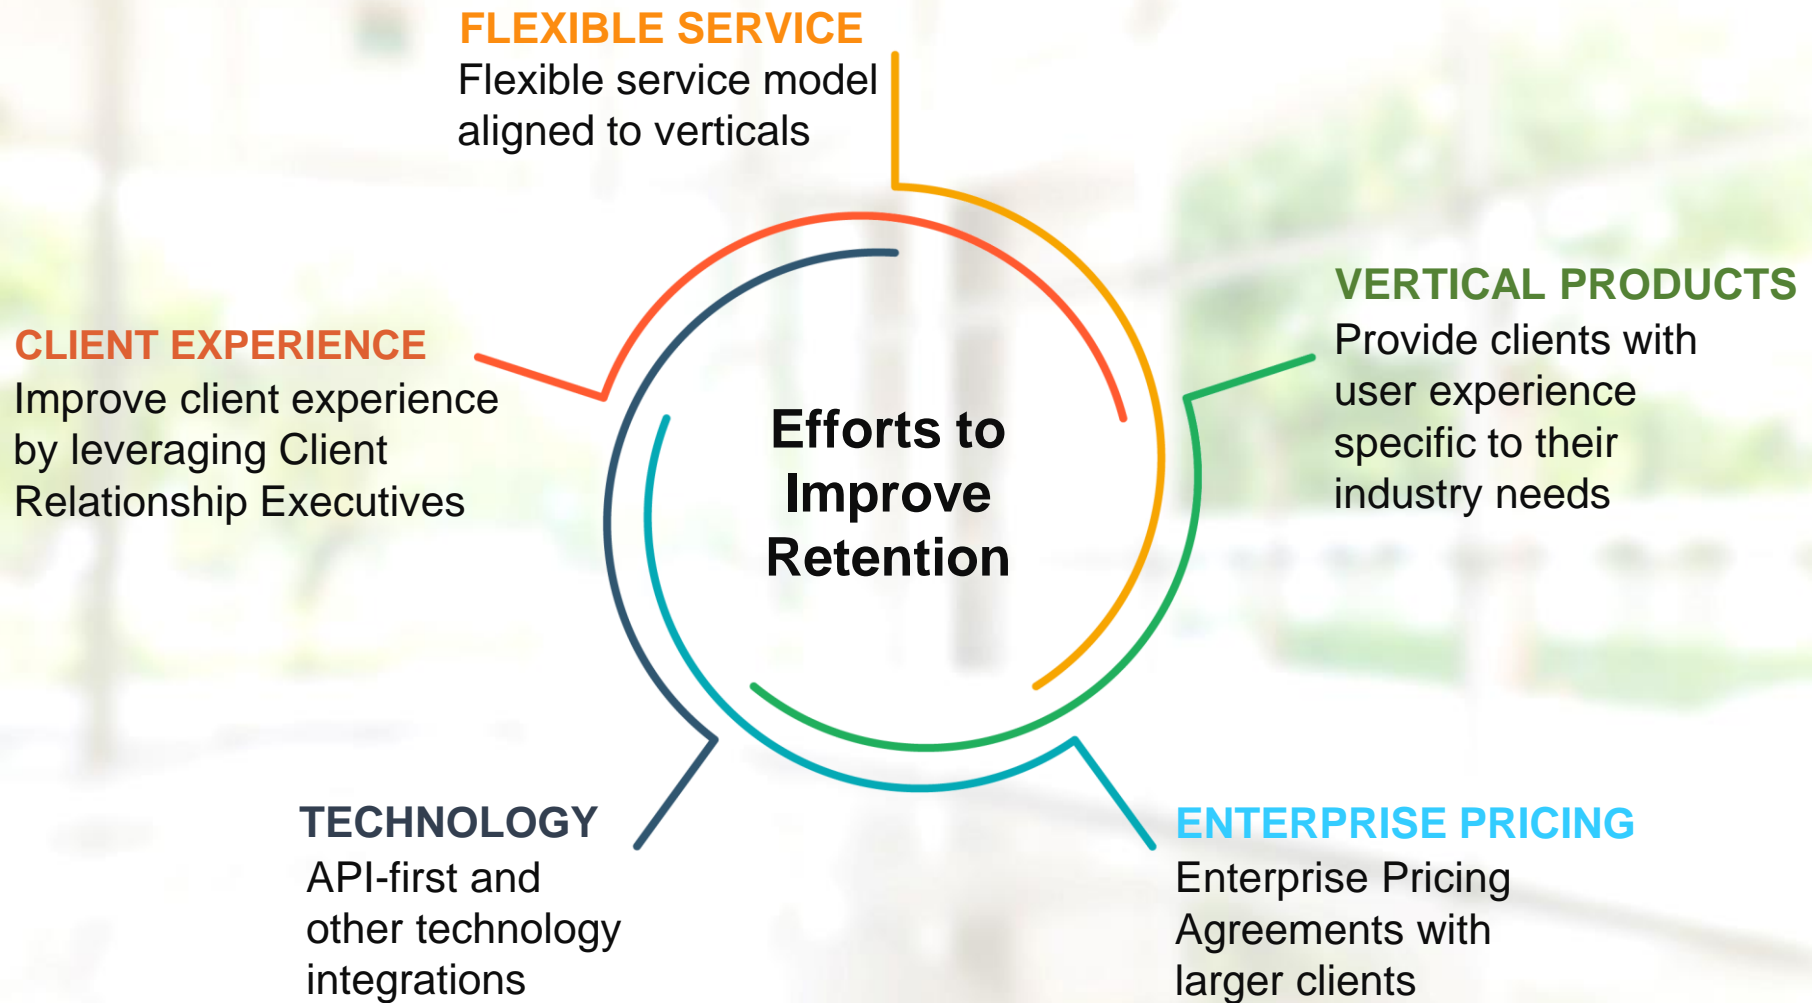 FLEXIBLE SERVICE
Flexible service model
aligned to verticals
VERTICAL PRODUCTS
Provide clients with
user experience
specific to their
industry needs
CLIENT EXPERIENCE
Improve client experience
by leveraging Client
Relationship Executives
Efforts to
Improve
Retention
TECHNOLOGY
API-first and
other technology
integrations
ENTERPRISE PRICING
Enterprise Pricing
Agreements with
larger clients